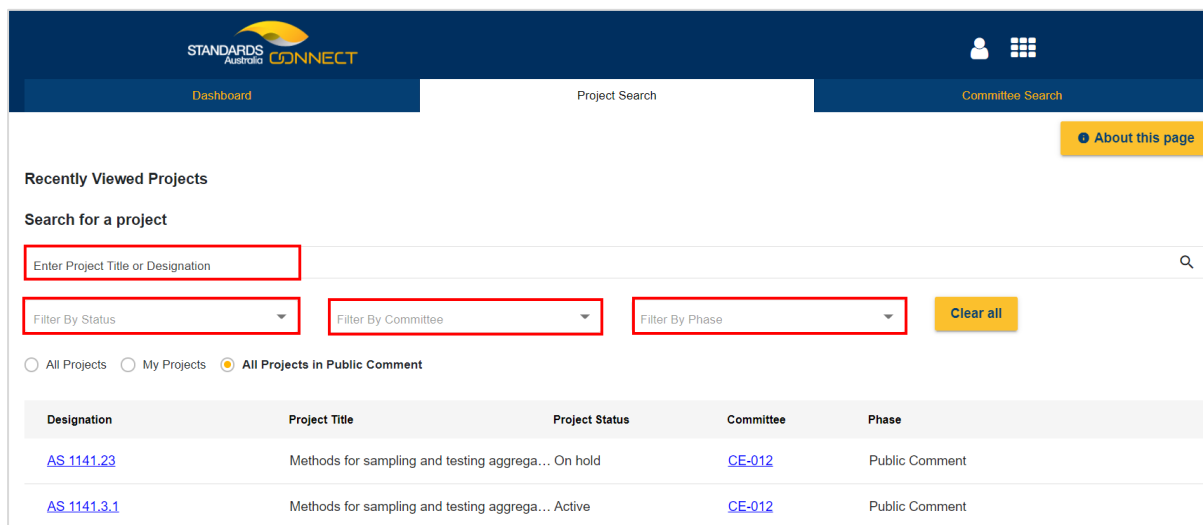 STANDARDS
Australia CONNECT
Dashboard Project Search Committee Search
About this page
Recently Viewed Projects
Search for a project
Enter Project Title or Designation
Filter By Status Filter By Committee Filter By Phase Clear all
All Projects My Projects All Projects in Public Comment
Designation Project Title Project Status Committee Phase
AS 1141.23 Methods for sampling and testing aggrega... On hold CE-012 Public Comment
AS 1141.3.1 Methods for sampling and testing aggrega... Active CE-012 Public Comment